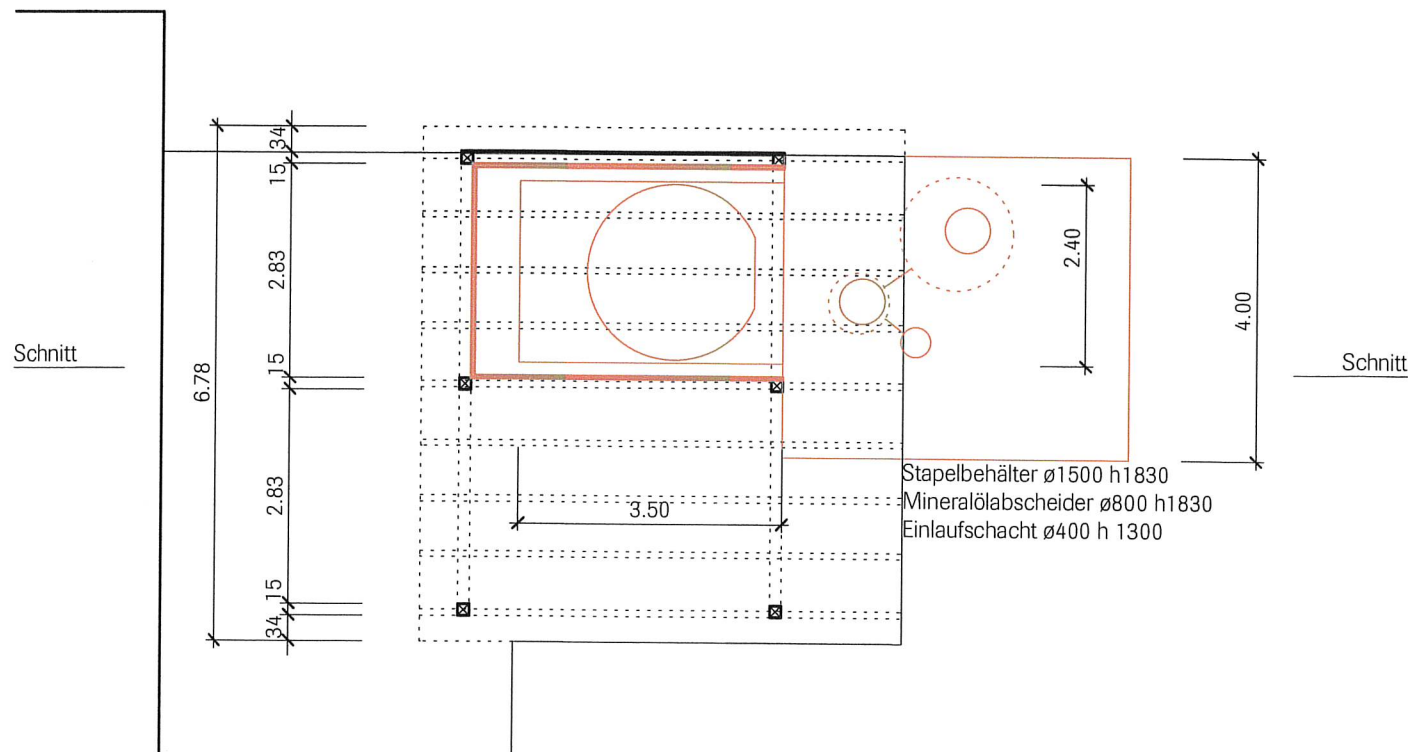 34
15
2.83
15
6.78
2.83
15
34
Schnitt
Schnitt
2.40
4.00
3.50
Stapelbehälter ø1500 h1830
Mineralölabscheider ø800 h1830
Einlaufschacht ø400 h 1300